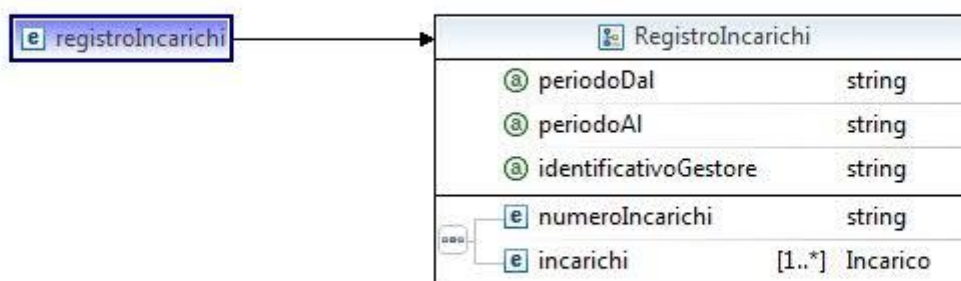 e registroIncarichi
RegistroIncarichi
a periodoDal string
a periodoAl string
a identificativoGestore string
e numeroIncarichi string
e incarichi [1..*] Incarico